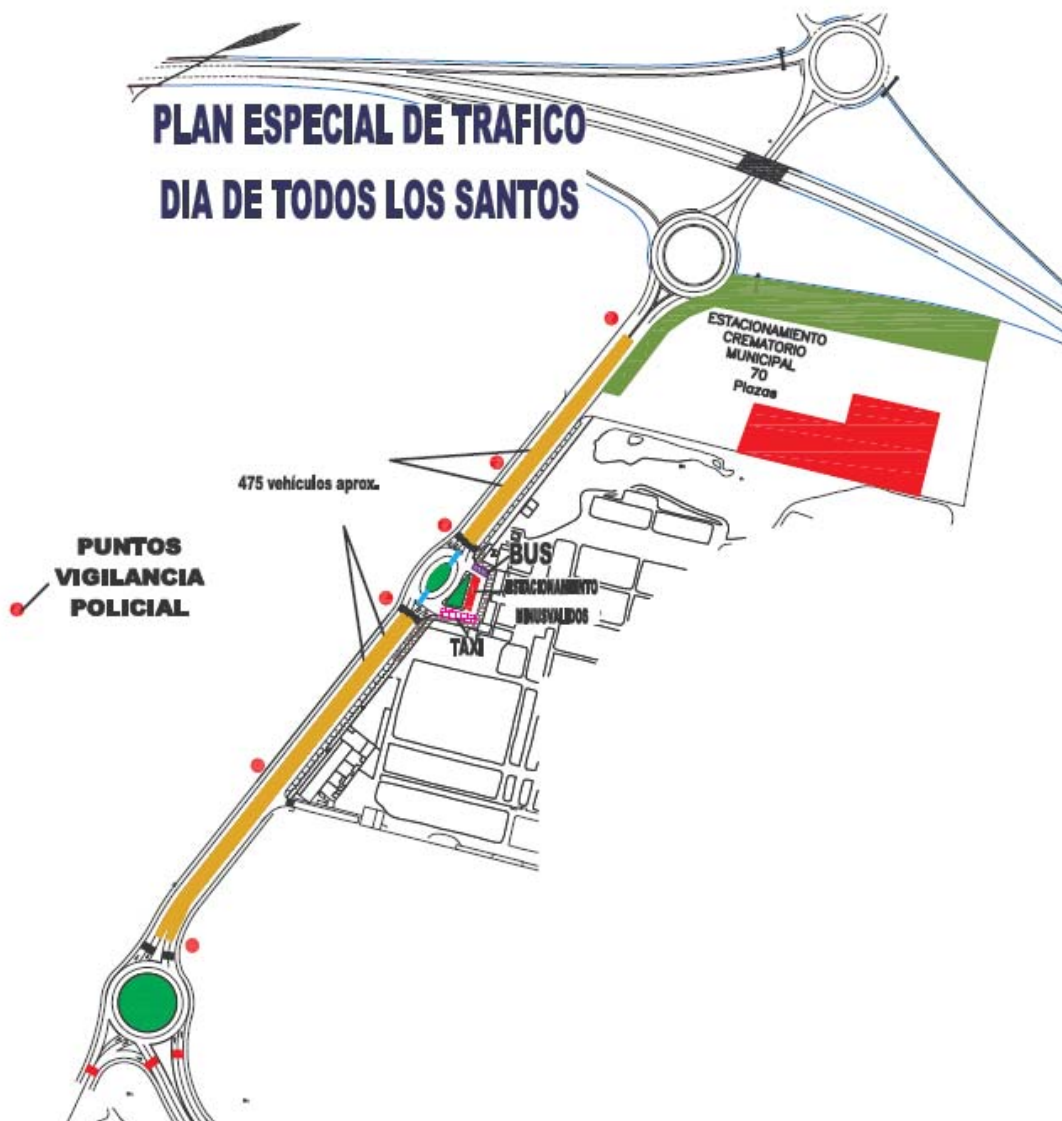 PLAN ESPECIAL DE TRAFICO
DIA DE TODOS LOS SANTOS
ESTACIONAMIENTO
CREMATORIO
MUNICIPAL
70
Plazas
475 vehículos aprox.
PUNTOS
VIGILANCIA
POLICIAL
BUS
ESTACIONAMIENTO
MINUSVALIDOS
TAXI